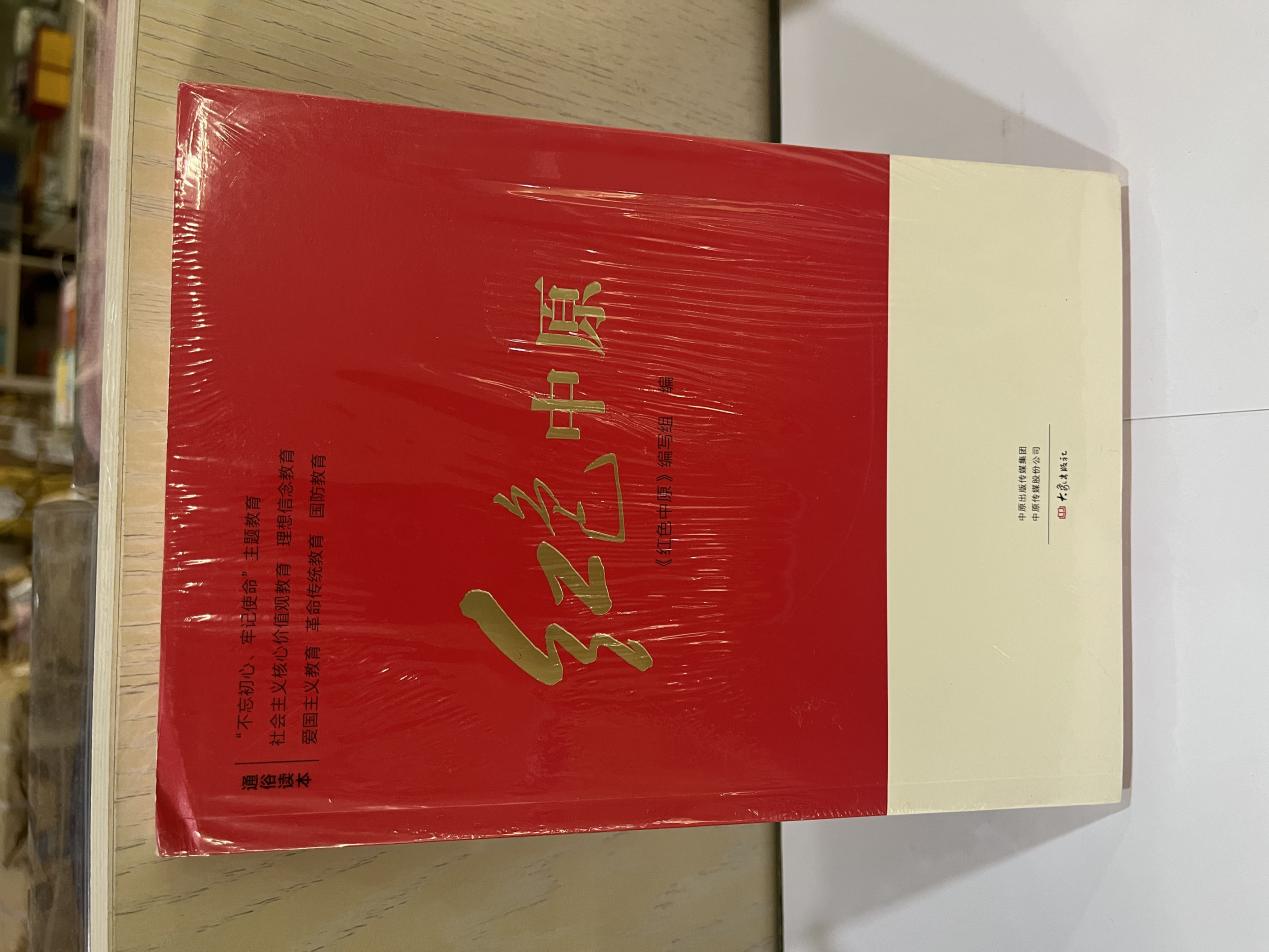 通俗读本
“不忘初心、牢记使命”主题教育
社会主义核心价值观教育 理想信念教育
爱国主义教育 革命传统教育 国防教育
红色中原
《红色中原》编写组 编
中原出版传媒集团
中原传媒股份公司
大象出版社